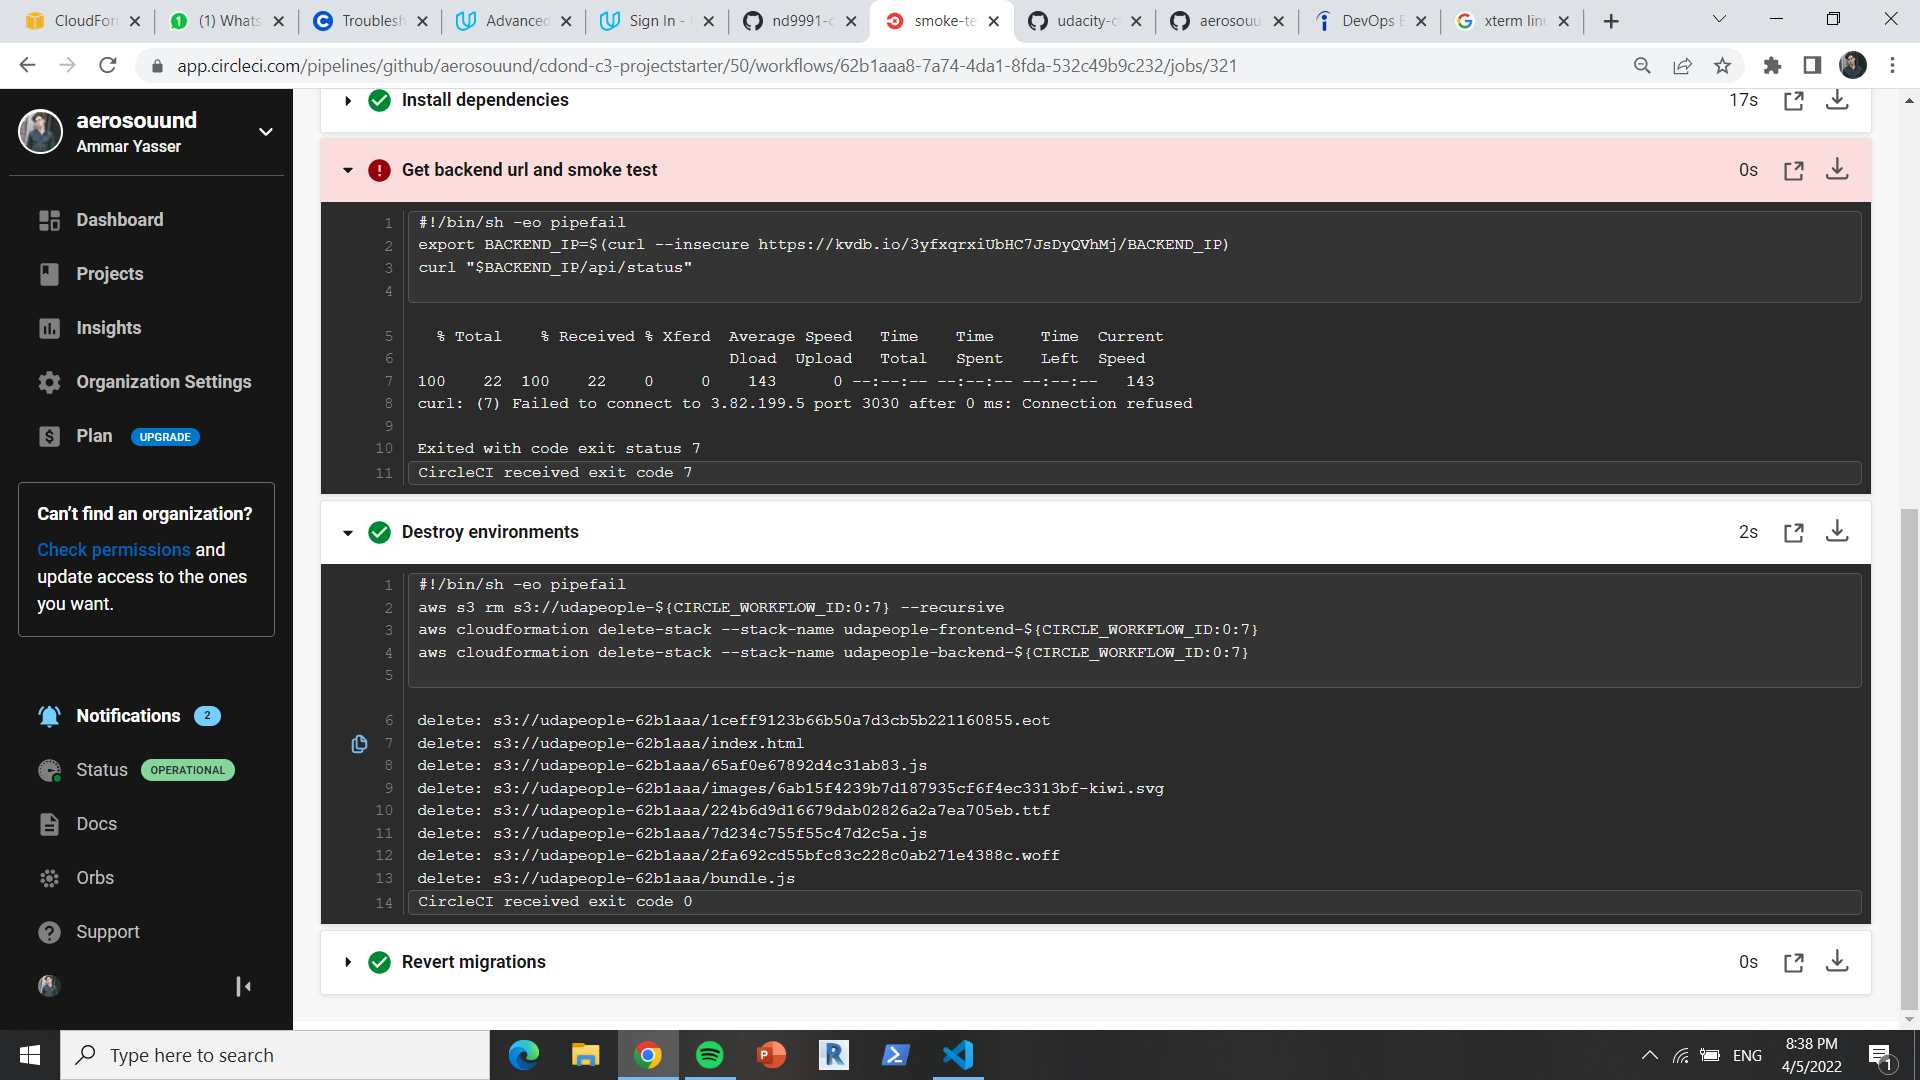 CloudFor
(1) Whats
Troublesh
Advanced
Sign In -
nd9991-c
smoke-te
udacity-c
aerosouu
DevOps E
xterm lin
app.circleci.com/pipelines/github/aerosouund/cdond-c3-projectstarter/50/workflows/62b1aaa8-7a74-4da1-8fda-532c49b9c232/jobs/321
aerosouund
Ammar Yasser
Dashboard
Projects
Insights
Organization Settings
Plan UPGRADE
Can't find an organization?
Check permissions and
update access to the ones
you want.
Notifications 2
Status OPERATIONAL
Docs
Orbs
Support
Install dependencies 17s
Get backend url and smoke test 0s
1 #!/bin/sh -eo pipefail
2 export BACKEND_IP=$(curl --insecure https://kvdb.io/3yfxqrxiUbHC7JsDyQVhMj/BACKEND_IP)
3 curl "$BACKEND_IP/api/status"
4
5 % Total % Received % Xferd Average Speed Time Time Time Current
6 Dload Upload Total Spent Left Speed
7 100 22 100 22 0 0 143 0 --:--:-- --:--:-- --:--:-- 143
8 curl: (7) Failed to connect to 3.82.199.5 port 3030 after 0 ms: Connection refused
9
10 Exited with code exit status 7
11 CircleCI received exit code 7
Destroy environments 2s
1 #!/bin/sh -eo pipefail
2 aws s3 rm s3://udapeople-${CIRCLE_WORKFLOW_ID:0:7} --recursive
3 aws cloudformation delete-stack --stack-name udapeople-frontend-${CIRCLE_WORKFLOW_ID:0:7}
4 aws cloudformation delete-stack --stack-name udapeople-backend-${CIRCLE_WORKFLOW_ID:0:7}
5
6 delete: s3://udapeople-62b1aaa/1ceff9123b66b50a7d3cb5b221160855.eot
7 delete: s3://udapeople-62b1aaa/index.html
8 delete: s3://udapeople-62b1aaa/65af0e67892d4c31ab83.js
9 delete: s3://udapeople-62b1aaa/images/6ab15f4239b7d187935cf6f4ec3313bf-kiwi.svg
10 delete: s3://udapeople-62b1aaa/224b6d9d16679dab02826a2a7ea705eb.ttf
11 delete: s3://udapeople-62b1aaa/7d234c755f55c47d2c5a.js
12 delete: s3://udapeople-62b1aaa/2fa692cd55bfc83c228c0ab271e4388c.woff
13 delete: s3://udapeople-62b1aaa/bundle.js
14 CircleCI received exit code 0
Revert migrations 0s
Type here to search
ENG
8:38 PM
4/5/2022
1